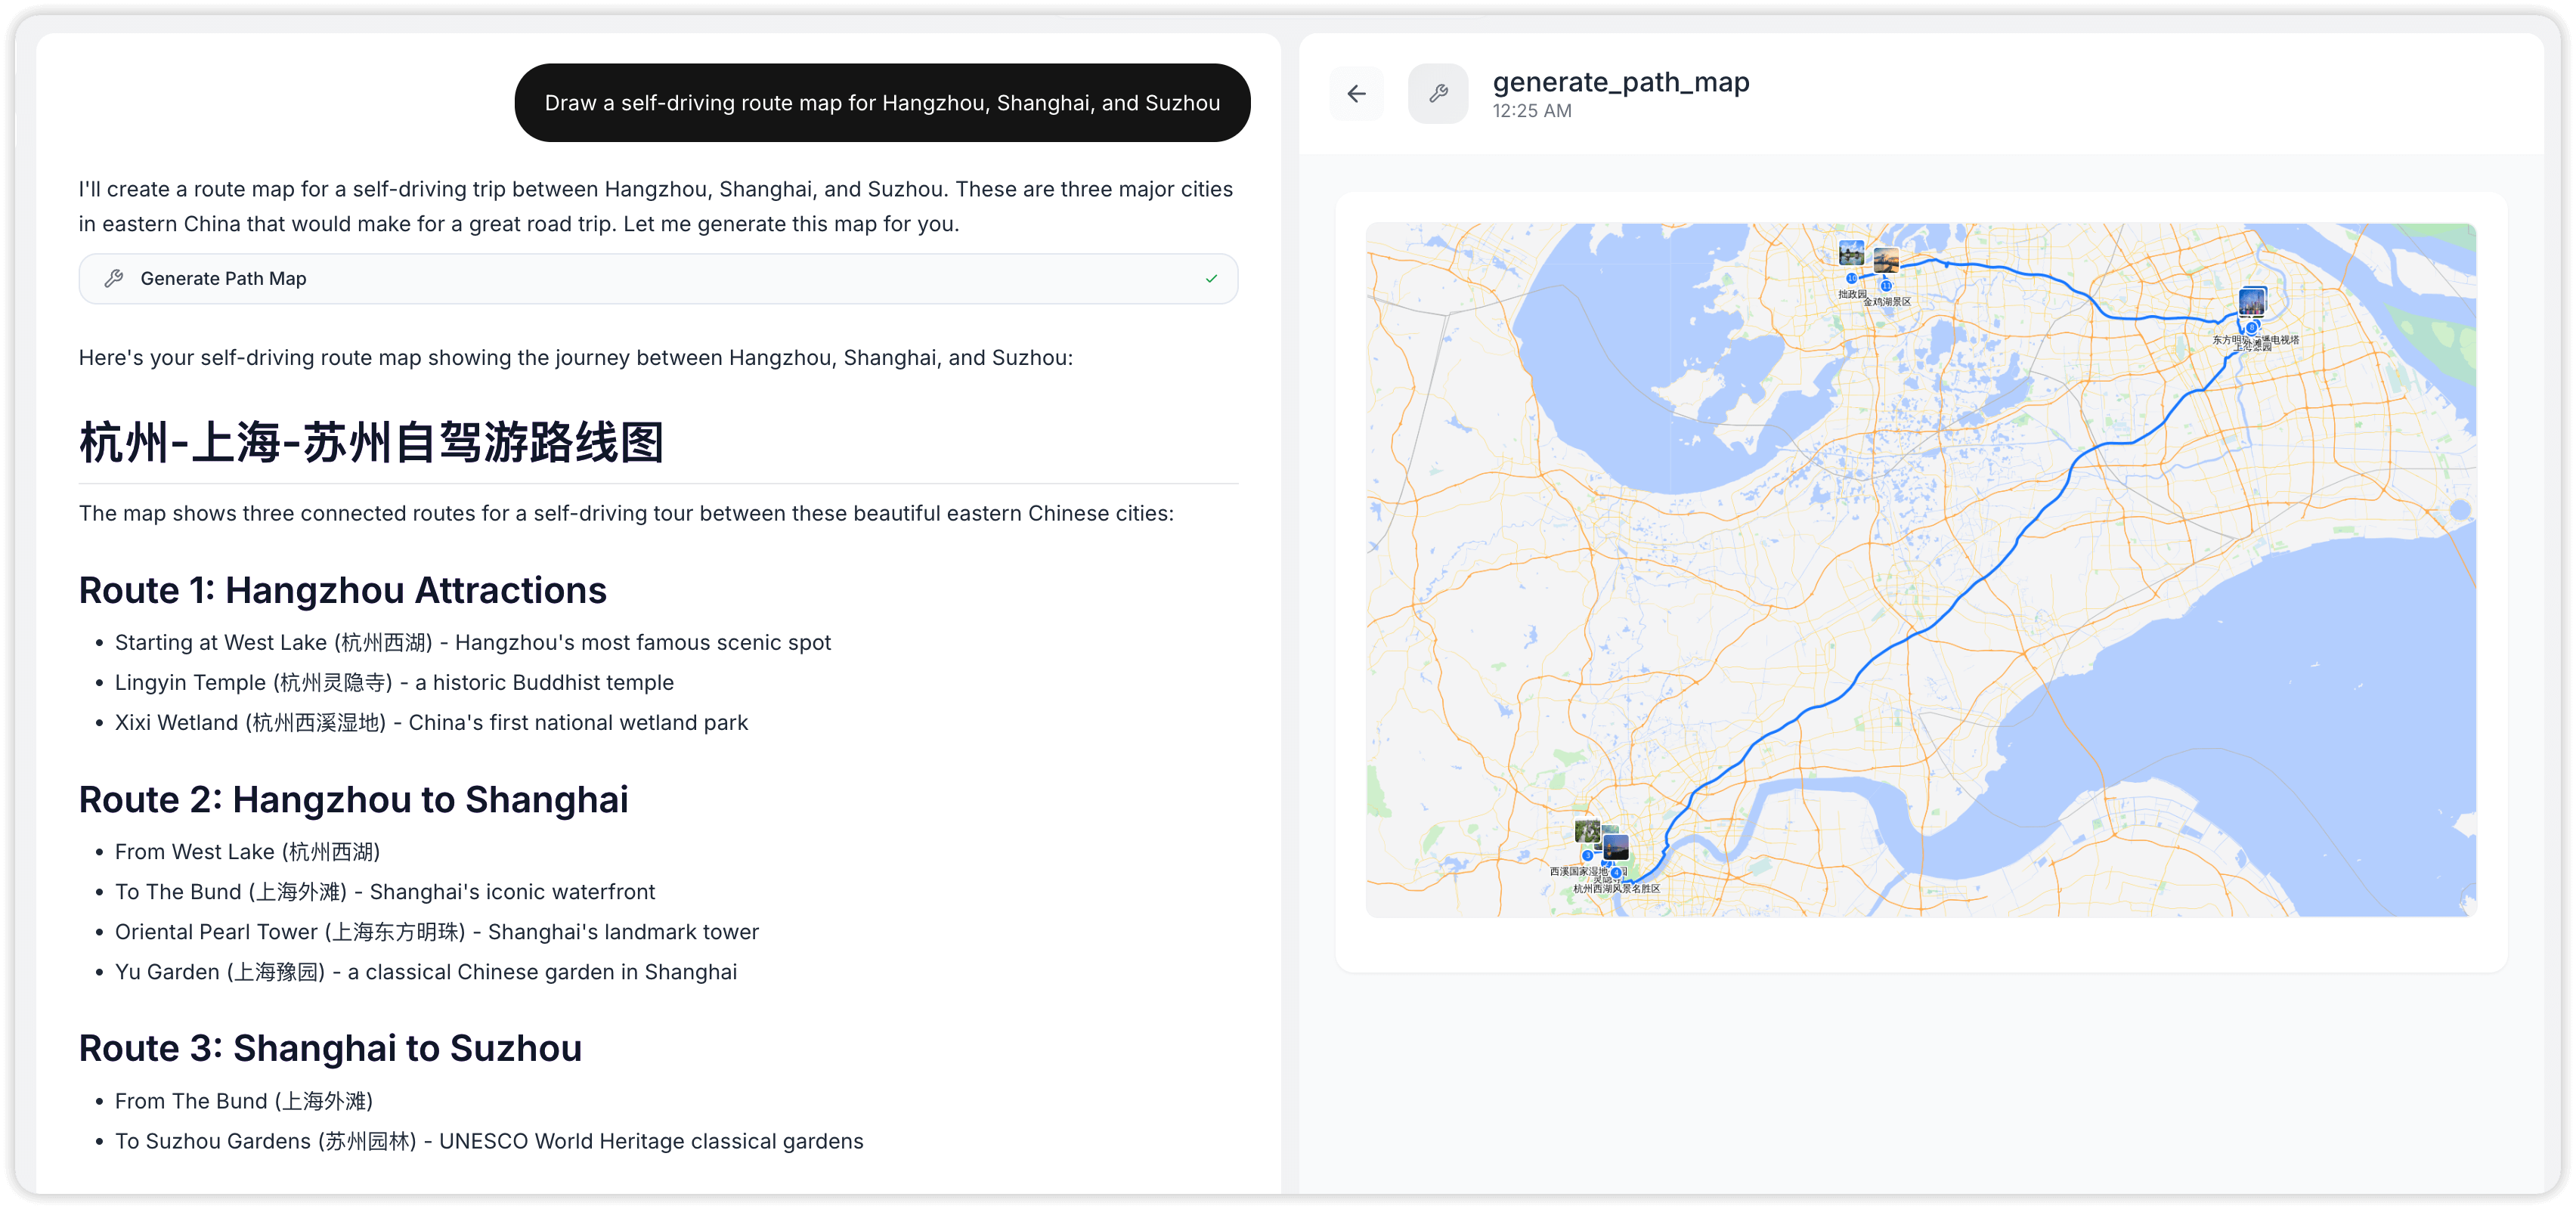 Draw a self-driving route map for Hangzhou, Shanghai, and Suzhou
I'll create a route map for a self-driving trip between Hangzhou, Shanghai, and Suzhou. These are three major cities
in eastern China that would make for a great road trip. Let me generate this map for you.
Generate Path Map
Here's your self-driving route map showing the journey between Hangzhou, Shanghai, and Suzhou:
杭州-上海-苏州自驾游路线图
The map shows three connected routes for a self-driving tour between these beautiful eastern Chinese cities:
Route 1: Hangzhou Attractions
• Starting at West Lake (杭州西湖) - Hangzhou's most famous scenic spot
• Lingyin Temple (杭州灵隐寺) - a historic Buddhist temple
• Xixi Wetland (杭州西溪湿地) - China's first national wetland park
Route 2: Hangzhou to Shanghai
• From West Lake (杭州西湖)
• To The Bund (上海外滩) - Shanghai's iconic waterfront
• Oriental Pearl Tower (上海东方明珠) - Shanghai's landmark tower
• Yu Garden (上海豫园) - a classical Chinese garden in Shanghai
Route 3: Shanghai to Suzhou
• From The Bund (上海外滩)
• To Suzhou Gardens (苏州园林) - UNESCO World Heritage classical gardens
generate_path_map
12:25 AM
10
11
拙政园
金鸡湖景区
8
东方明
播电视塔
3
4
西溪国家湿地
杭州西湖风景名胜区